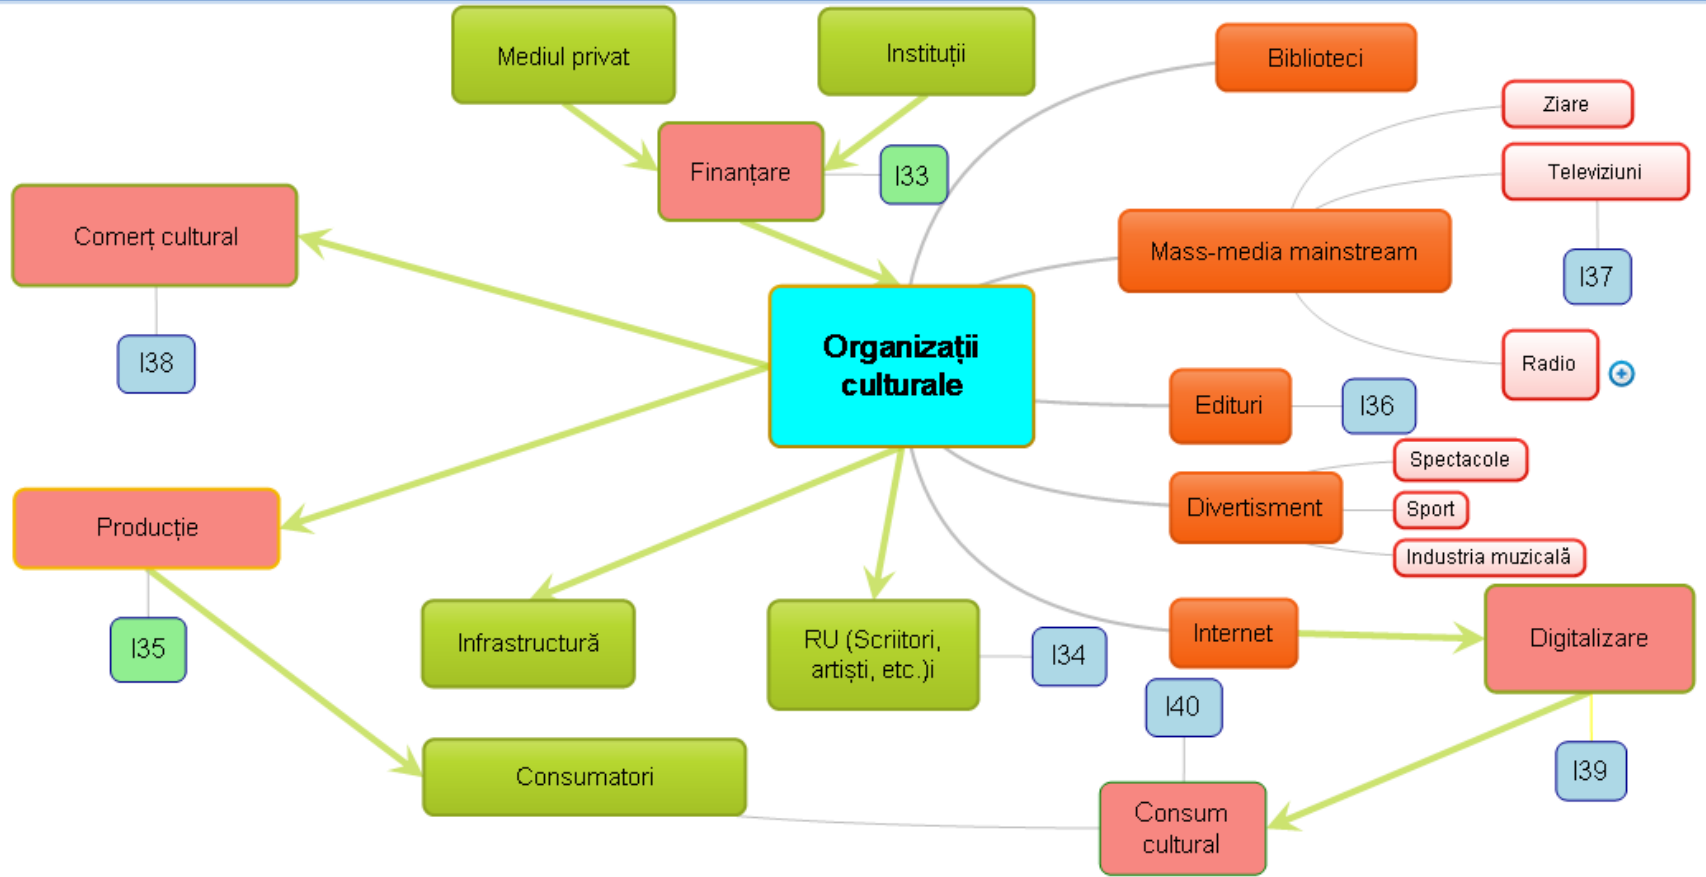 Mediul privat
Instituții
Biblioteci
Ziare
Finanțare
I33
Televiziuni
Comerț cultural
Mass-media mainstream
I37
Organizații
culturale
I38
Radio
Edituri
I36
Spectacole
Producție
Divertisment
Sport
Industria muzicală
I35
Infrastructură
RU (Scriitori,
artiști, etc.)i
I34
Internet
Digitalizare
I40
Consumatori
I39
Consum
cultural